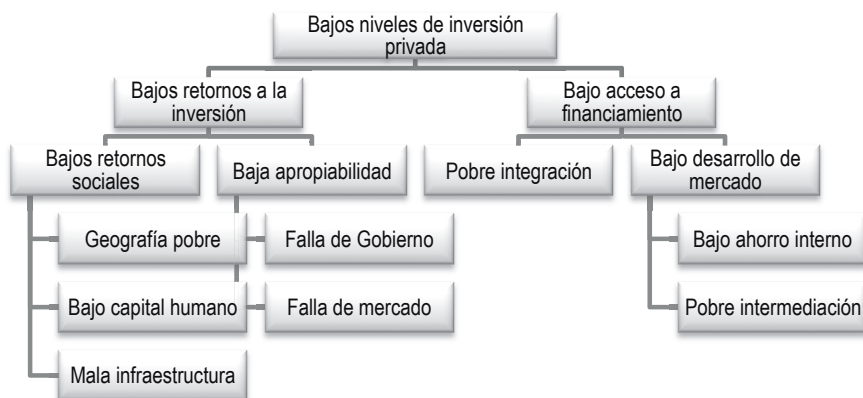 Bajos niveles de inversión
privada
Bajos retornos a la
inversión
Bajo acceso a
financiamiento
Bajos retornos
sociales
Baja apropiabilidad
Pobre integración
Bajo desarrollo de
mercado
Geografía pobre
Falla de Gobierno
Bajo ahorro interno
Bajo capital humano
Falla de mercado
Pobre intermediación
Mala infraestructura